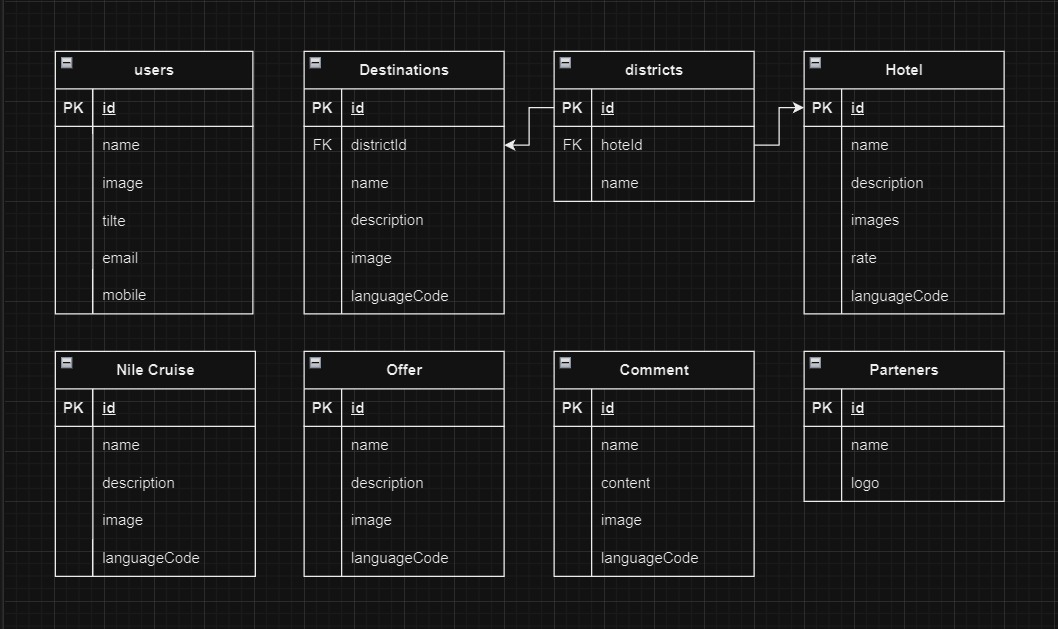 users
PK id
name
image
tilte
email
mobile
Destinations
PK id
FK districtId
name
description
image
languageCode
districts
PK id
FK hoteId
name
Hotel
PK id
name
description
images
rate
languageCode
Nile Cruise
PK id
name
description
image
languageCode
Offer
PK id
name
description
image
languageCode
Comment
PK id
name
content
image
languageCode
Parteners
PK id
name
logo